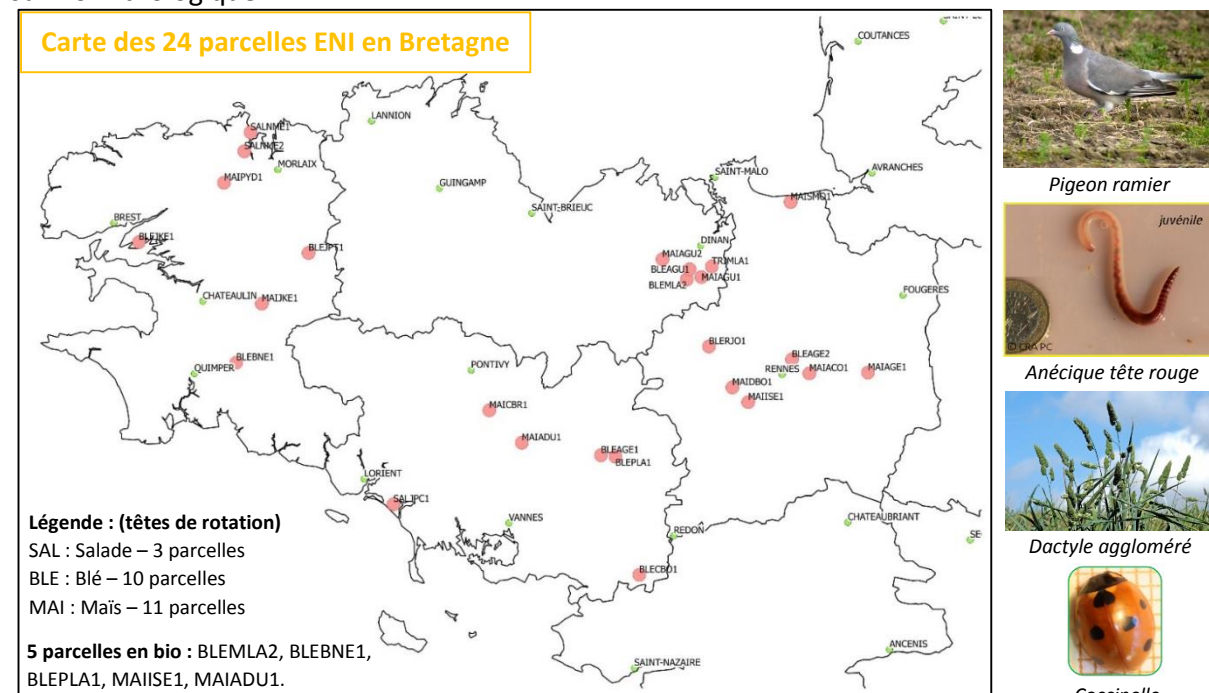 Carte des 24 parcelles ENI en Bretagne
COUTANCES
LANNION
SALNME1
SALNME2
MORLAIX
MAIPYD1
GUINGAMP
SAINT-MALO
AVRANCHES
MAISMO1
SAINT-BRIEUC
BREST
BLEJKE1
BLEJPT1
DINAN
MAIAGU2
TRIMLA1
BLEAGU1
MAIAGU1
BLEMLA2
CHATEAULIN
MAIJKE1
FOUGERES
BLERJO1
BLEBNE1
QUIMPER
PONTIVY
BLEAGE2
RENNES
MAIACO1
MAIAGE1
MAIDBO1
MAIISE1
MAICBR1
MAIADU1
BLEAGE1
BLEPLA1
LORIENT
SALJPC1
VANNES
REDON
CHATEAUBRIANT
BLECBO1
ANCENIS
SAINT-NAZAIRE
Légende : (têtes de rotation)
SAL : Salade – 3 parcelles
BLE : Blé – 10 parcelles
MAI : Maïs – 11 parcelles
5 parcelles en bio : BLEMLA2, BLEBNE1,
BLEPLA1, MAIISE1, MAIADU1.
Pigeon ramier
juvénile
© CRA PC
Anécique tête rouge
Dactyle aggloméré